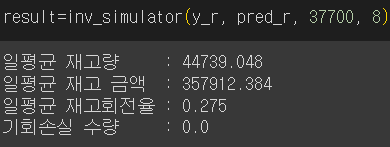 result=inv_simulator(y_r, pred_r, 37700, 8)
일평균 재고량 : 44739.048
일평균 재고 금액 : 357912.384
일평균 재고회전율 : 0.275
기회손실 수량 : 0.0